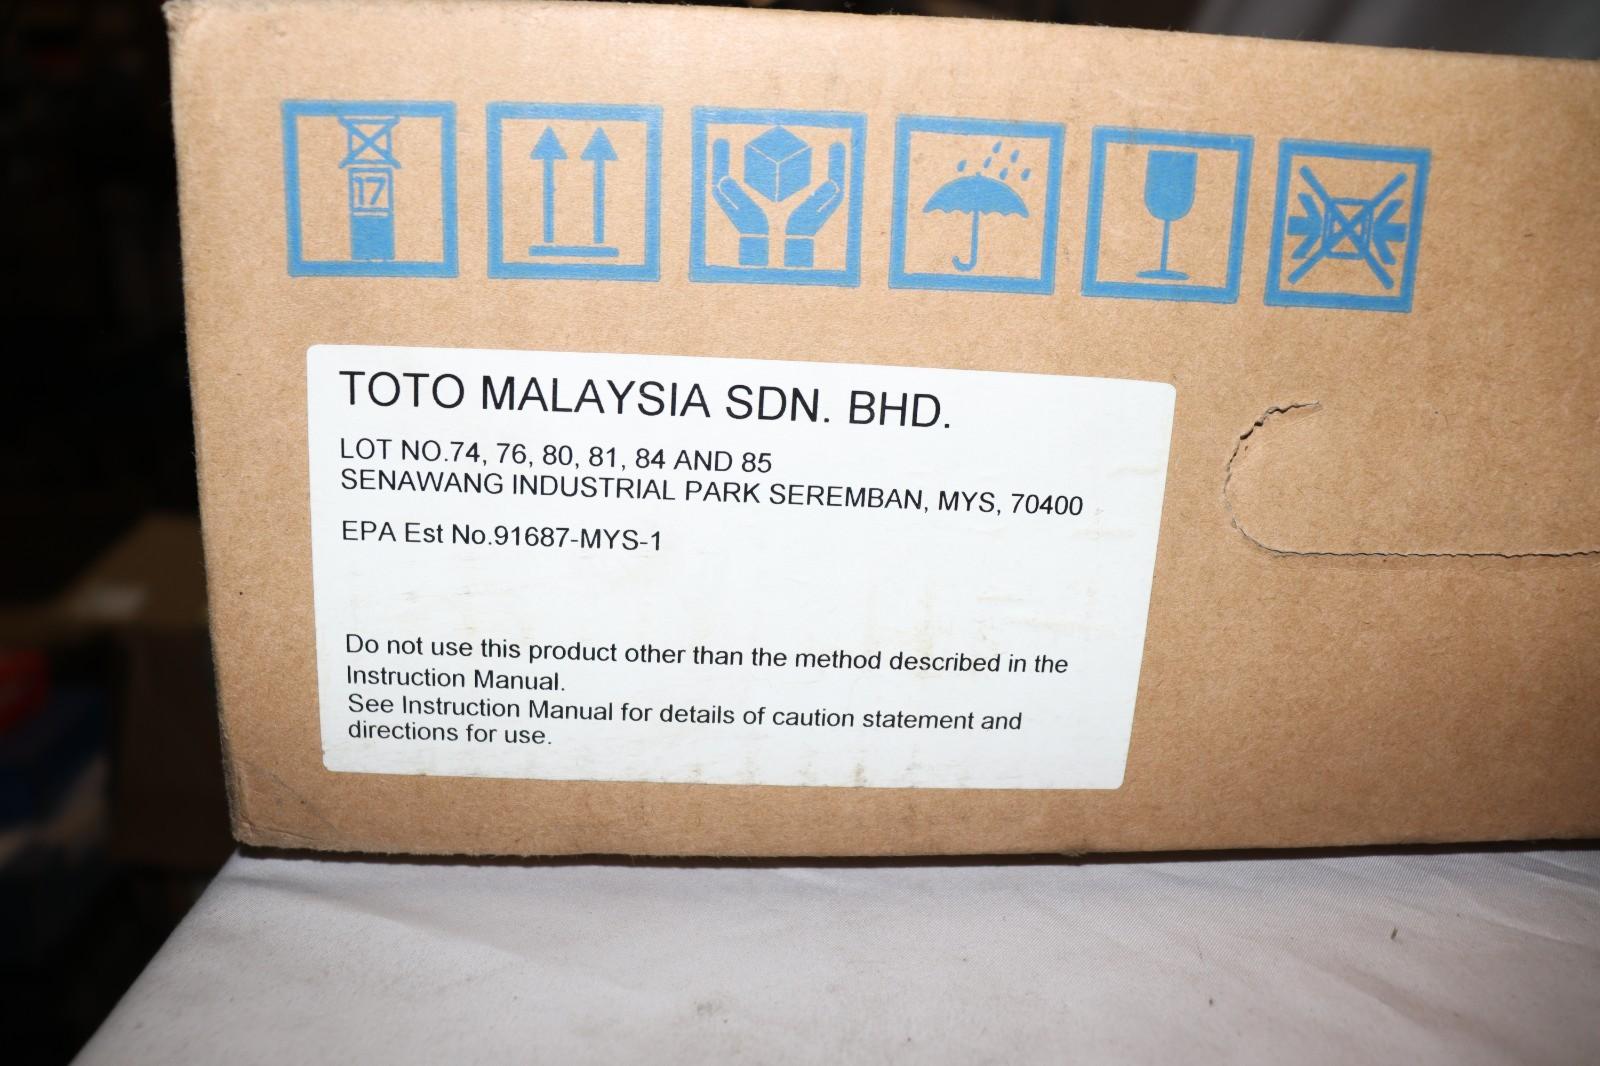 17
TOTO MALAYSIA SDN. BHD.
LOT NO.74, 76, 80, 81, 84 AND 85
SENAWANG INDUSTRIAL PARK SEREMBAN, MYS, 70400
EPA Est No.91687-MYS-1
Do not use this product other than the method described in the
Instruction Manual.
See Instruction Manual for details of caution statement and
directions for use.